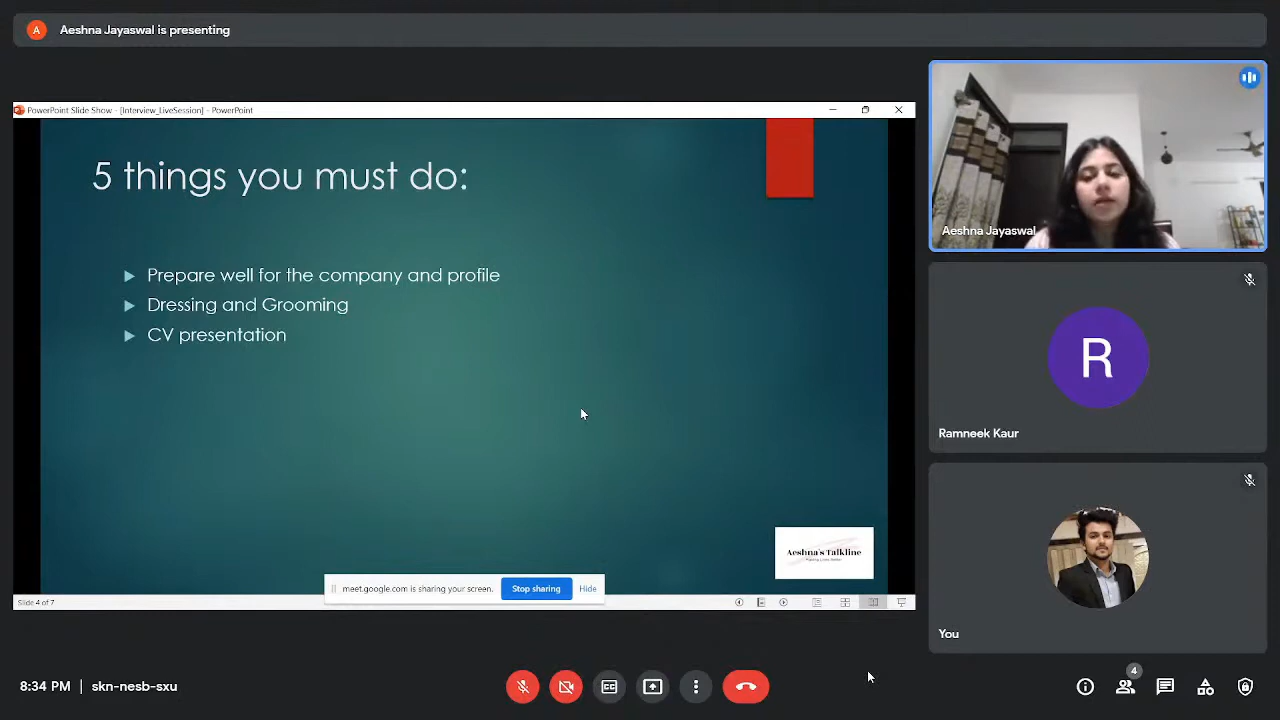 A
Aeshna Jayaswal is presenting
PowerPoint Slide Show - [Interview_LiveSession] - PowerPoint
5 things you must do:
Prepare well for the company and profile
Dressing and Grooming
CV presentation
Aeshna's Talkline
meet.google.com is sharing your screen.
Stop sharing
Hide
Slide 4 of 7
Aeshna Jayaswal
R
Ramneek Kaur
You
8:34 PM | skn-nesb-sxu
CC
4